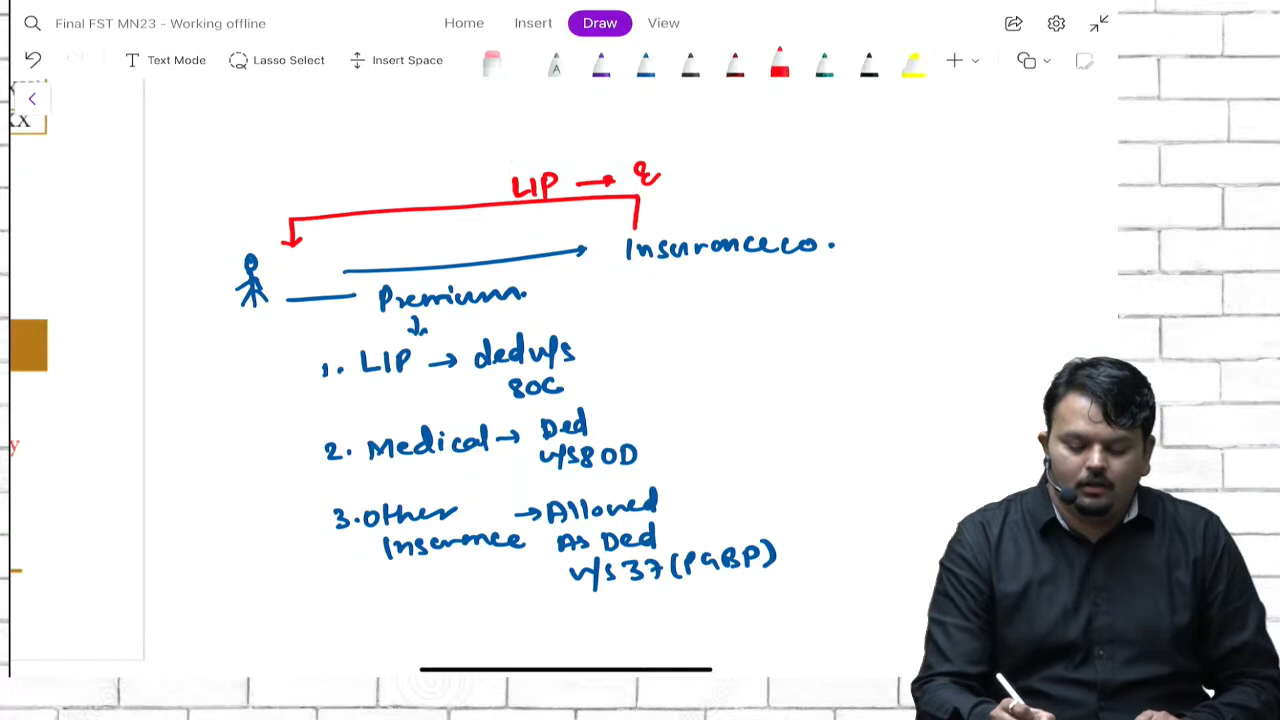 Final FST MN23 - Working offline
Home Insert Draw View
Text Mode Lasso Select Insert Space
LIP →
Insurance co.
Premium
1. LIP → ded u/s
80C
2. Medical → Ded
u/s 80D
3. Other → Allowed
Insurance As Ded
u/s 37 (PGBP)